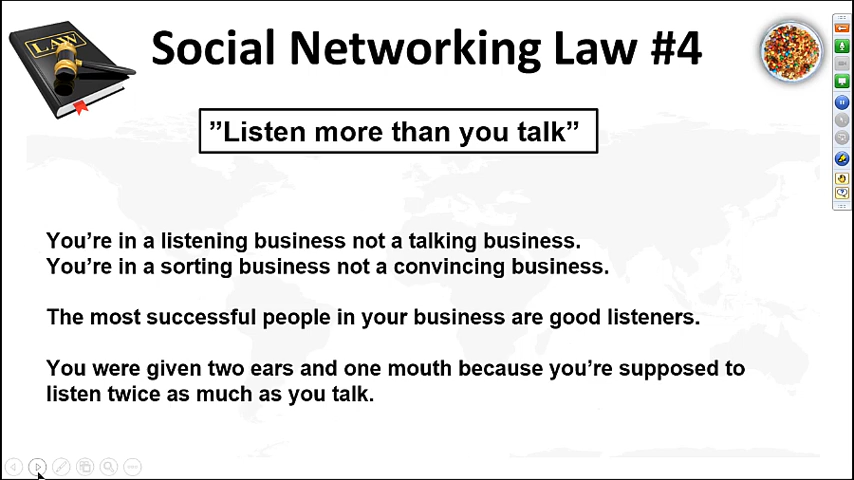 LAW
Social Networking Law #4
”Listen more than you talk”
You’re in a listening business not a talking business.
You’re in a sorting business not a convincing business.
The most successful people in your business are good listeners.
You were given two ears and one mouth because you’re supposed to
listen twice as much as you talk.